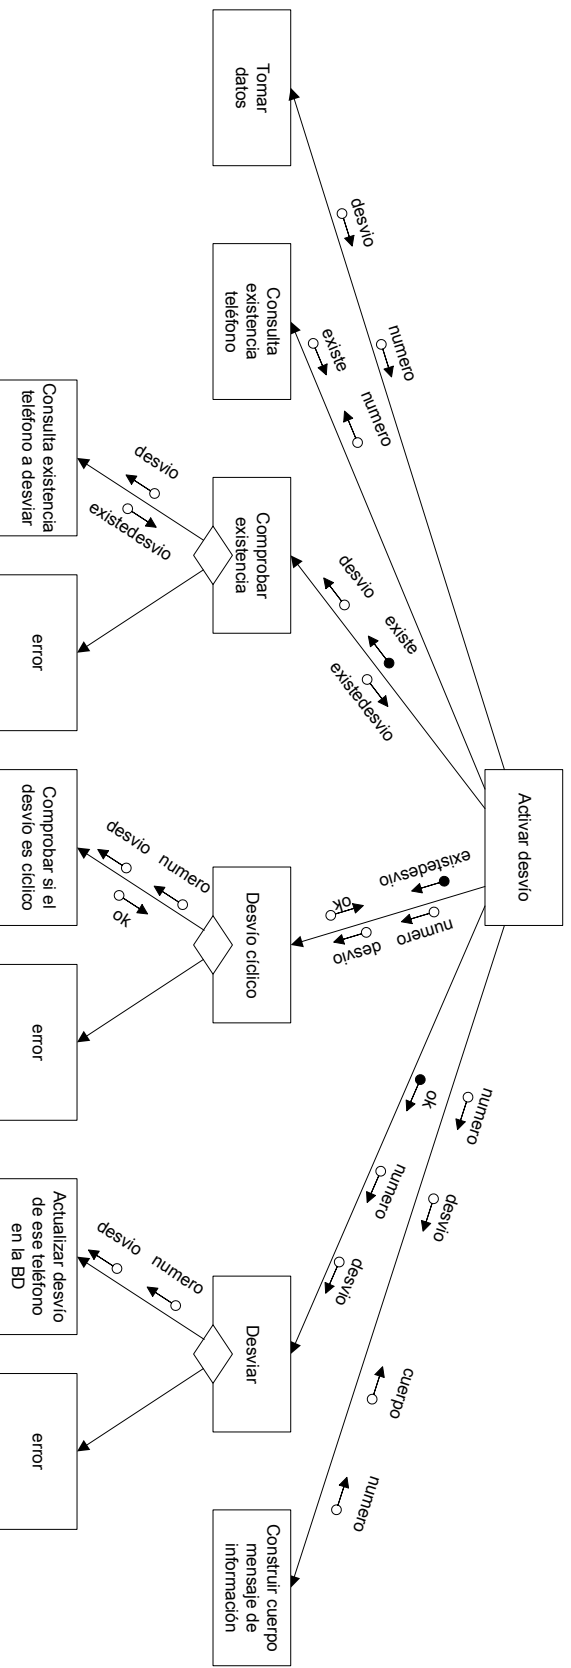 Activar desvío
desvio
numero
existe
numero
desvio
existe
existedesvio
existedesvio
ok
numero
desvio
ok
numero
desvio
numero
desvio
cuerpo
numero
Tomar
datos
Consulta
existencia
teléfono
Comprobar
existencia
Desvío cíclico
Desviar
Construir cuerpo
mensaje de
información
desvio
existedesvio
numero
desvio
ok
numero
desvio
Consulta existencia
teléfono a desviar
error
Comprobar si el
desvío es cíclico
error
Actualizar desvío
de ese teléfono
en la BD
error